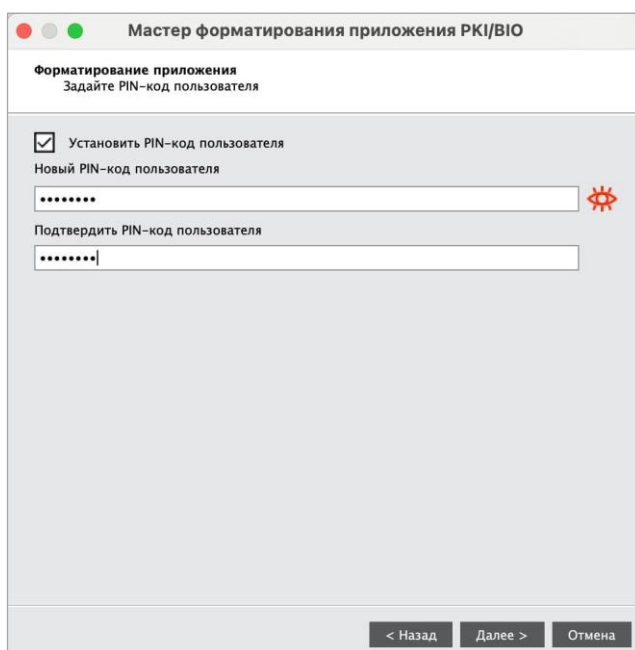 Мастер форматирования приложения PKI/BIO
Форматирование приложения
Задайте PIN-код пользователя
Установить PIN-код пользователя
Новый PIN-код пользователя
••••••••
Подтвердить PIN-код пользователя
••••••••
< Назад Далее > Отмена